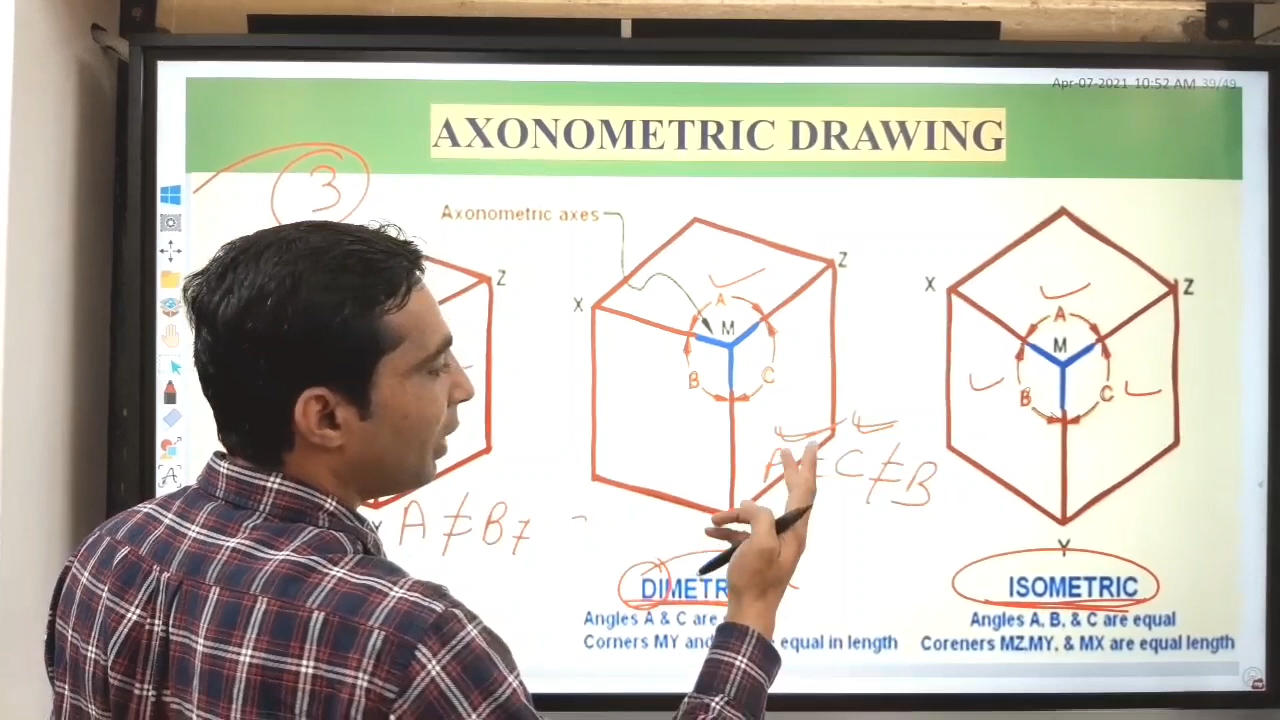 Apr-07-2021 10:52 AM 39/49
AXONOMETRIC DRAWING
3
Axonometric axes
Z
X
Z
A
M
B
C
X
Z
A
M
B
C
Y
A ≠ B ≠
= C ≠ B
ISOMETRIC
Angles A & C are
Corners MY and equal in length
Angles A, B, & C are equal
Coreners MZ,MY, & MX are equal length